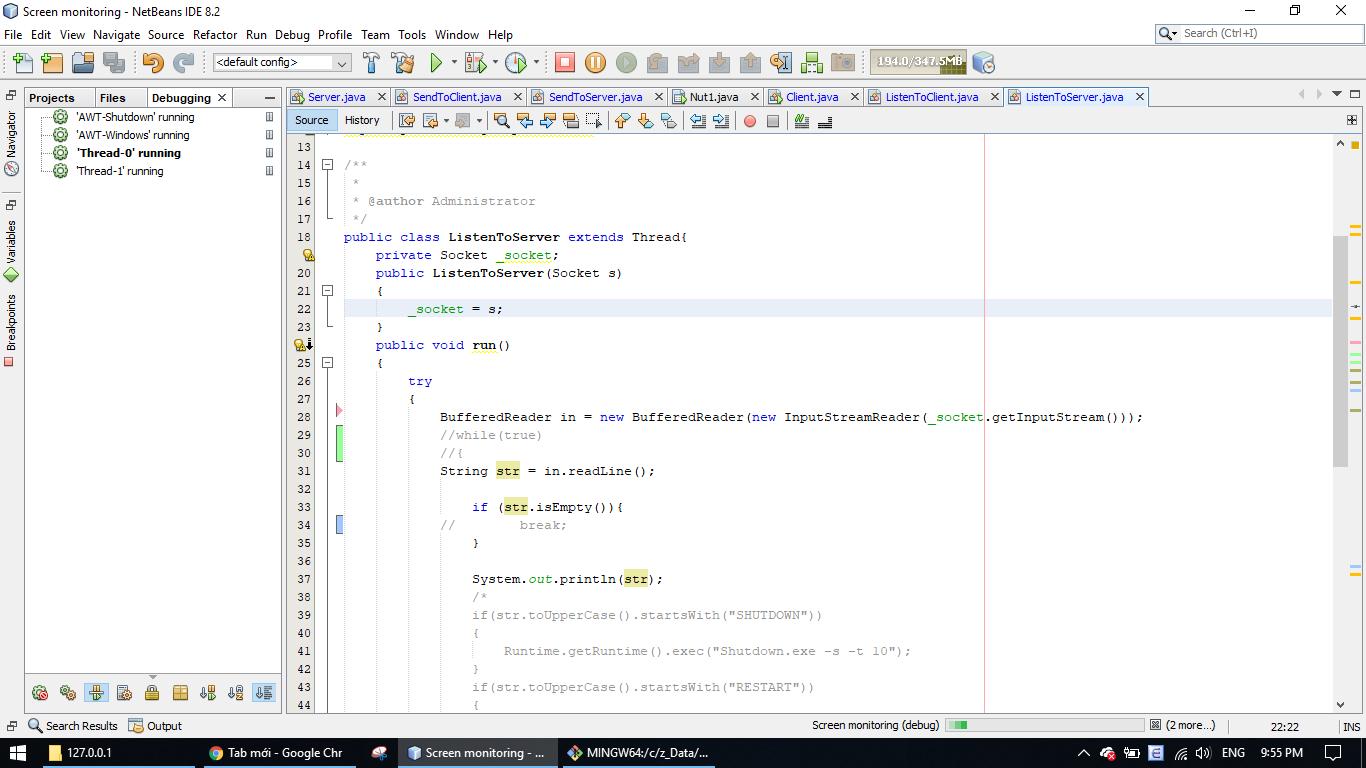 Screen monitoring - NetBeans IDE 8.2
File Edit View Navigate Source Refactor Run Debug Profile Team Tools Window Help
Search (Ctrl+I)
<default config>
194.0/347.5MB
Projects Files Debugging
Server.java SendToClient.java SendToServer.java Nut1.java Client.java ListenToClient.java ListenToServer.java
Source History
Navigator
Variables
Breakpoints
'AWT-Shutdown' running
'AWT-Windows' running
'Thread-0' running
'Thread-1' running
13
14 /**
15 *
16 * @author Administrator
17 */
18 public class ListenToServer extends Thread{
private Socket _socket;
20 public ListenToServer(Socket s)
21 {
22 _socket = s;
23 }
public void run()
25 {
26 try
27 {
28 BufferedReader in = new BufferedReader(new InputStreamReader(_socket.getInputStream()));
29 //while(true)
30 //{
31 String str = in.readLine();
32
33 if (str.isEmpty()){
34 // break;
35 }
36
37 System.out.println(str);
38 /*
39 if(str.toUpperCase().startsWith("SHUTDOWN"))
40 {
41 Runtime.getRuntime().exec("Shutdown.exe -s -t 10");
42 }
43 if(str.toUpperCase().startsWith("RESTART"))
44 {
Search Results Output
Screen monitoring (debug) (2 more...) 22:22 INS
127.0.0.1 Tab mới - Google Chr Screen monitoring - ... MINGW64:/c/z_Data/... ENG 9:55 PM